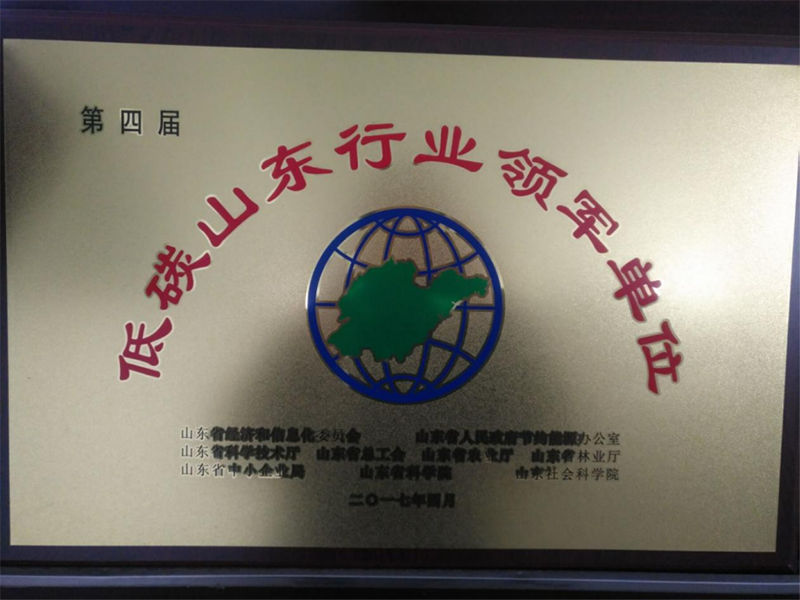 第四届
低碳山东行业领军单位
山东省经济和信息化委员会 山东省人民政府节约能源办公室
山东省科学技术厅 山东省总工会 山东省农业厅 山东省林业厅
山东省中小企业局 山东省科学院 山东社会科学院
二〇一七年四月